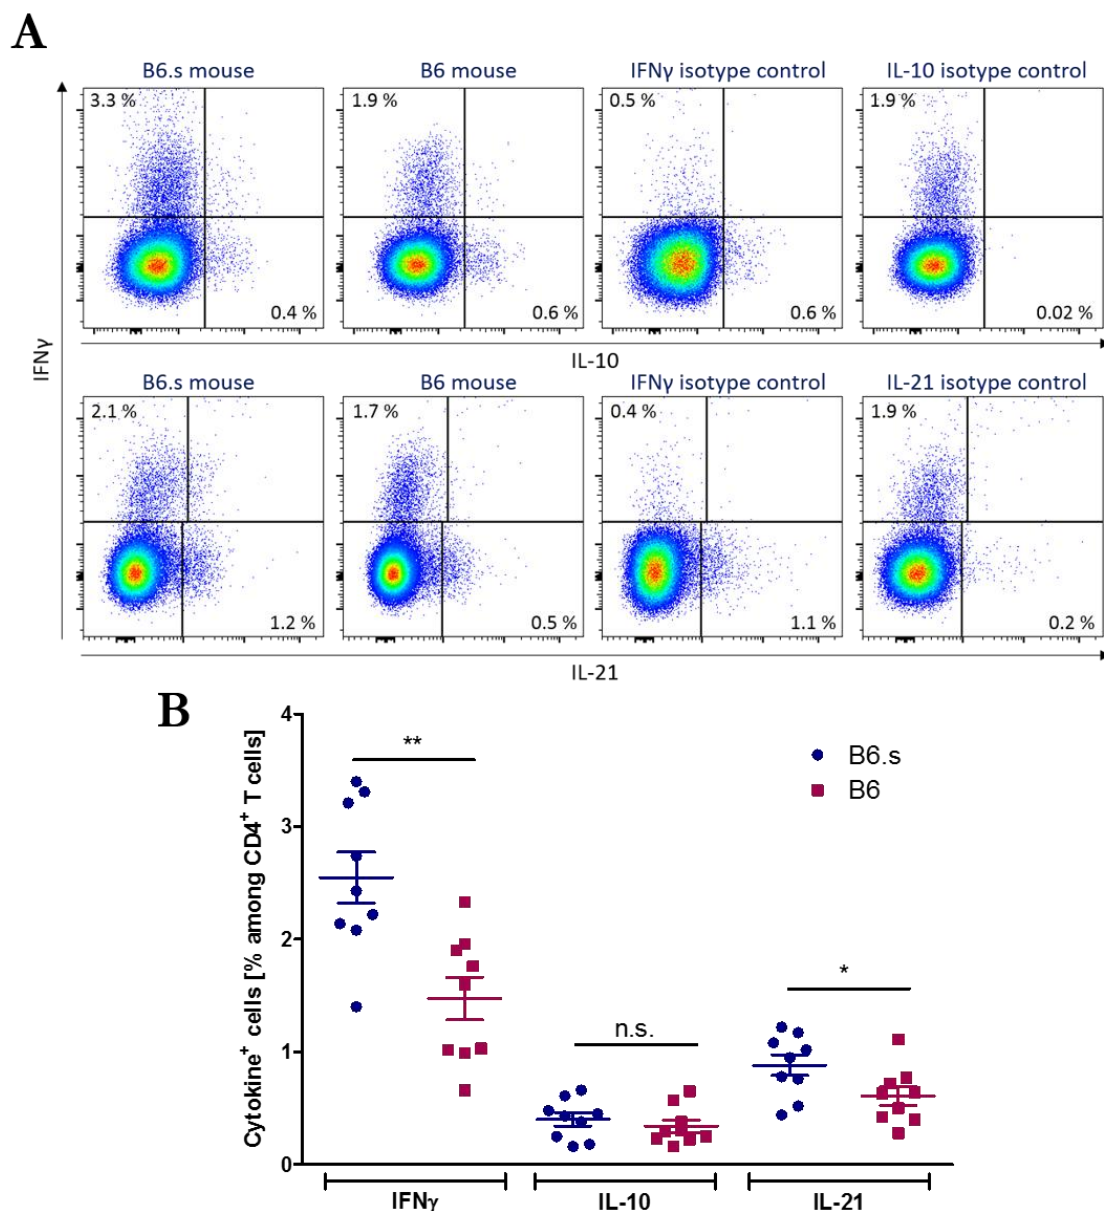 A
B6.s mouse B6 mouse IFNγ isotype control IL-10 isotype control
3.3 % 1.9 % 0.5 % 1.9 %
0.4 % 0.6 % 0.6 % 0.02 %
IL-10
IFNγ
B6.s mouse B6 mouse IFNγ isotype control IL-21 isotype control
2.1 % 1.7 % 0.4 % 1.9 %
1.2 % 0.5 % 1.1 % 0.2 %
IL-21
B
Cytokine⁺ cells [% among CD4⁺ T cells]
4
3
2
1
0
**
n.s.
*
B6.s
B6
IFNγ IL-10 IL-21